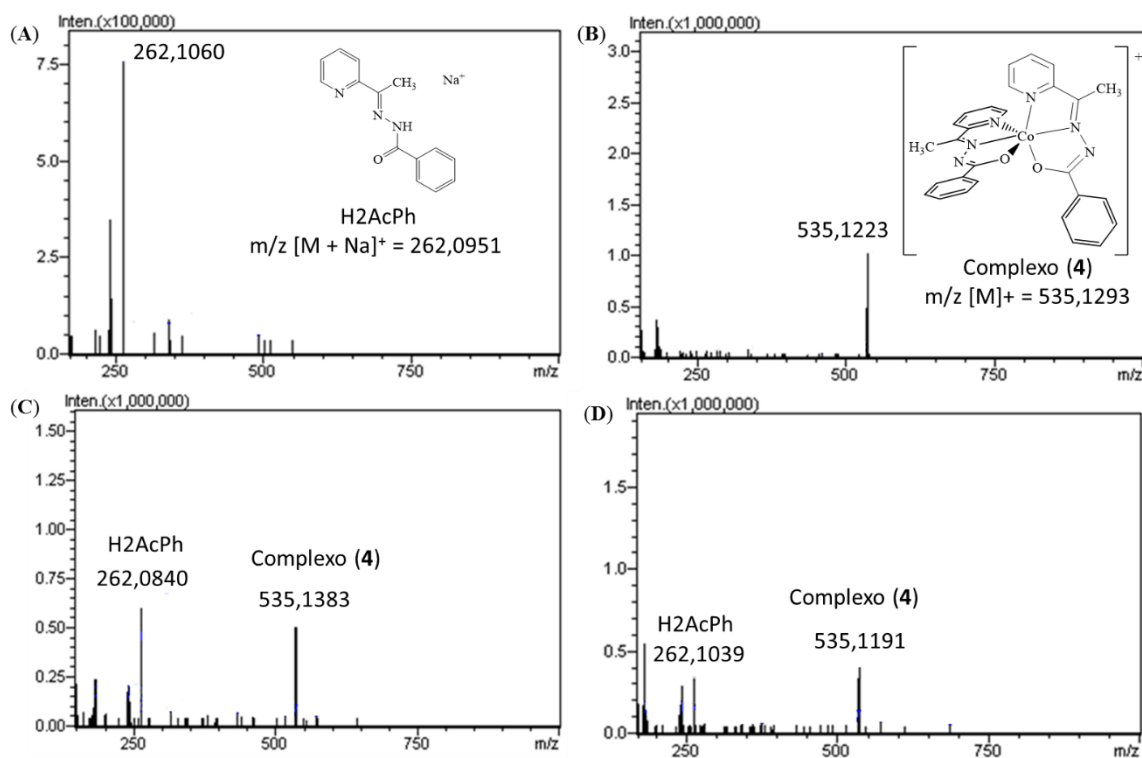 (A)
Inten.(x100,000)
7.5
5.0
2.5
0.0
250
500
750
m/z
262,1060
N
CH₃
Na⁺
N
NH
O
H2AcPh
m/z [M + Na]⁺ = 262,0951
(B)
Inten.(x1,000,000)
3.0
2.5
2.0
1.5
1.0
0.5
0.0
250
500
750
m/z
535,1223
+
N
CH₃
N
N
Co
H₃C
N
N
N
O
O
Complexo (4)
m/z [M]+ = 535,1293
(C)
Inten.(x1,000,000)
1.50
1.25
1.00
0.75
0.50
0.25
0.00
250
500
750
m/z
H2AcPh
262,0840
Complexo (4)
535,1383
(D)
Inten.(x1,000,000)
1.5
1.0
0.5
0.0
250
500
750
m/z
H2AcPh
262,1039
Complexo (4)
535,1191